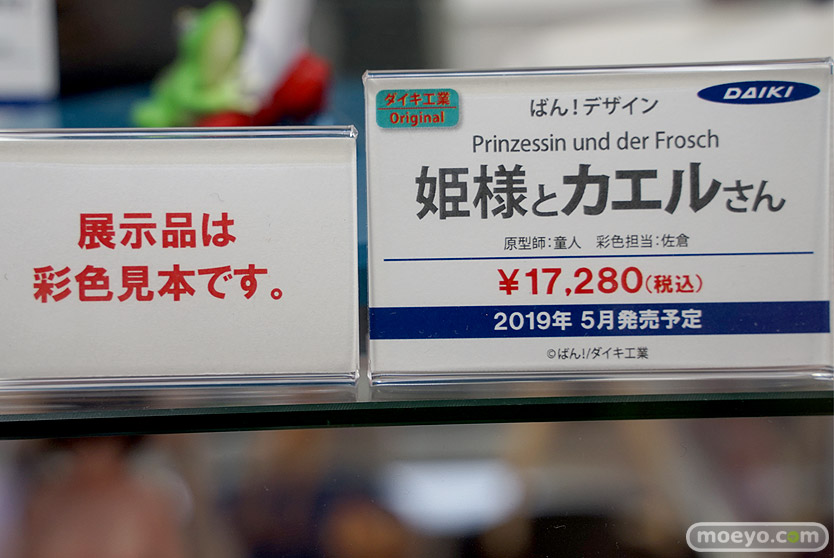 展示品は
彩色見本です。
ダイキ工業
Original
ばん!デザイン
DAIKI
Prinzessin und der Frosch
姫様とカエルさん
原型師:童人 彩色担当:佐倉
¥17,280(税込)
2019年 5月発売予定
©ばん!/ダイキ工業
moeyo.com